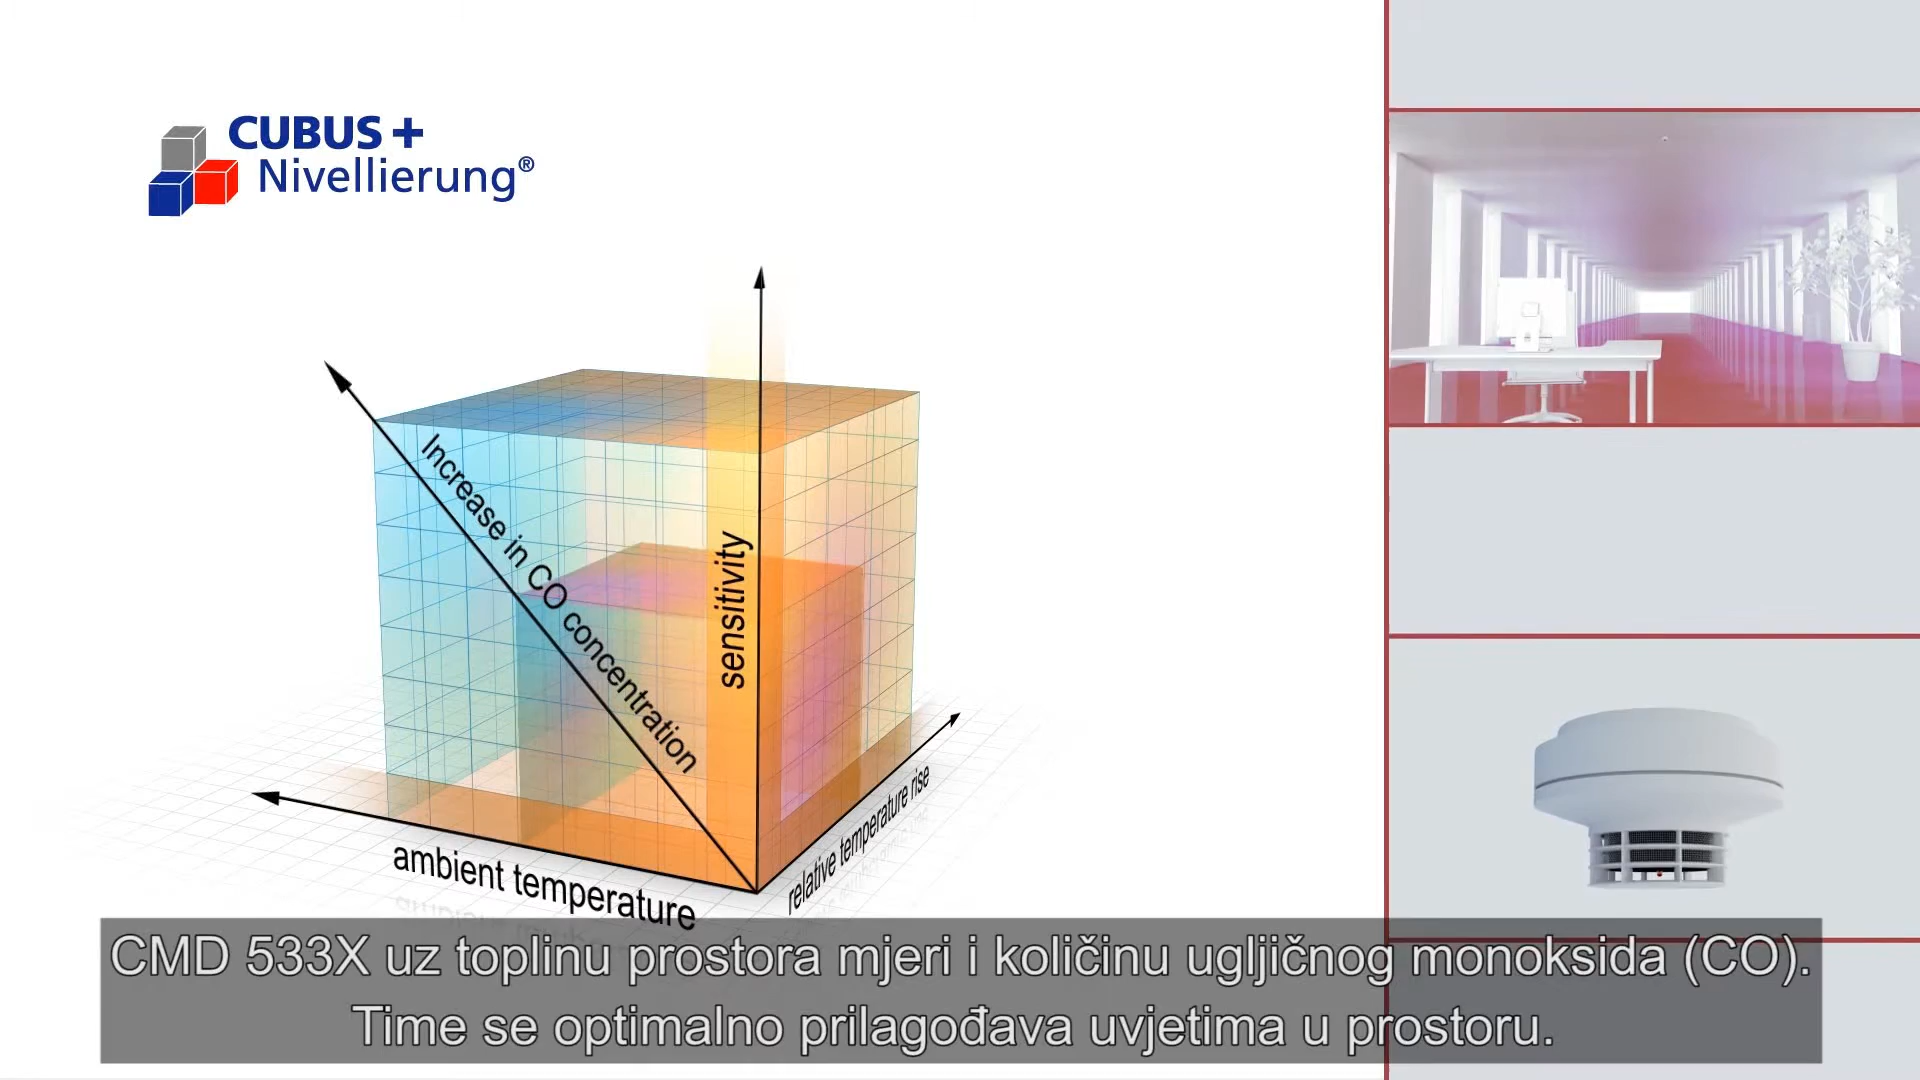 CUBUS +
Nivellierung®
Increase in CO concentration
sensitivity
ambient temperature
relative temperature rise
CMD 533X uz toplinu prostora mjeri i količinu ugljičnog monoksida (CO).
Time se optimalno prilagođava uvjetima u prostoru.